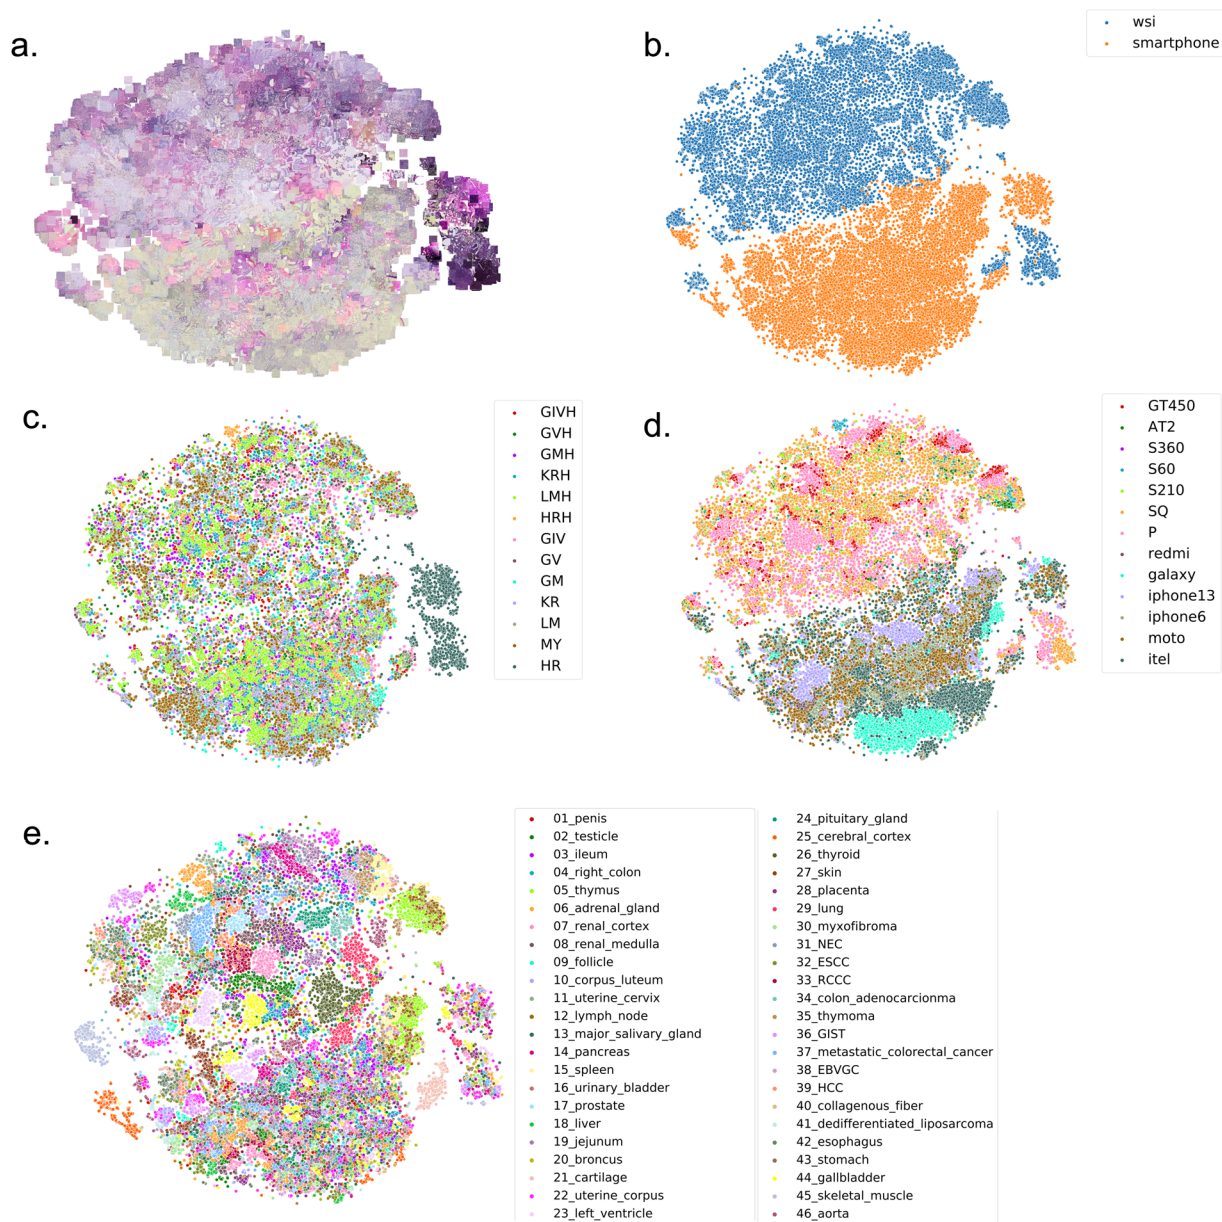 a.
b.
wsi
smartphone
c.
GIVH
GVH
GMH
KRH
LMH
HRH
GIV
GV
GM
KR
LM
MY
HR
d.
GT450
AT2
S360
S60
S210
SQ
P
redmi
galaxy
iphone13
iphone6
moto
itel
e.
01_penis
02_testicle
03_ileum
04_right_colon
05_thymus
06_adrenal_gland
07_renal_cortex
08_renal_medulla
09_follicle
10_corpus_luteum
11_uterine_cervix
12_lymph_node
13_major_salivary_gland
14_pancreas
15_spleen
16_urinary_bladder
17_prostate
18_liver
19_jejunum
20_broncus
21_cartilage
22_uterine_corpus
23_left_ventricle
24_pituitary_gland
25_cerebral_cortex
26_thyroid
27_skin
28_placenta
29_lung
30_myxofibroma
31_NEC
32_ESCC
33_RCCC
34_colon_adenocarcionma
35_thymoma
36_GIST
37_metastatic_colorectal_cancer
38_EBVGC
39_HCC
40_collagenous_fiber
41_dedifferentiated_liposarcoma
42_esophagus
43_stomach
44_gallbladder
45_skeletal_muscle
46_aorta